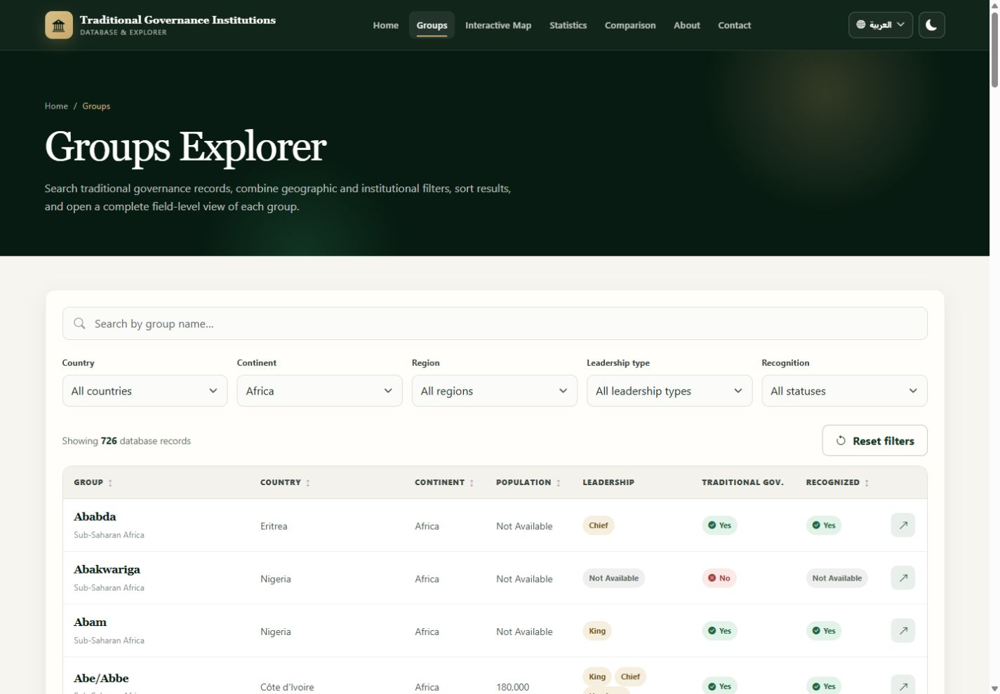 Traditional Governance Institutions
DATABASE & EXPLORER
Home Groups Interactive Map Statistics Comparison About Contact
العربية
Home / Groups
Groups Explorer
Search traditional governance records, combine geographic and institutional filters, sort results,
and open a complete field-level view of each group.
Search by group name...
Country Continent Region Leadership type Recognition
All countries Africa All regions All leadership types All statuses
Showing 726 database records
Reset filters
GROUP COUNTRY CONTINENT POPULATION LEADERSHIP TRADITIONAL GOV. RECOGNIZED
Ababda
Sub-Saharan Africa
Eritrea Africa Not Available Chief Yes Yes
Abakwariga
Sub-Saharan Africa
Nigeria Africa Not Available Not Available No Not Available
Abam
Sub-Saharan Africa
Nigeria Africa Not Available King Yes Yes
Abe/Abbe
Côte d'Ivoire Africa 180,000 King Chief Yes Yes